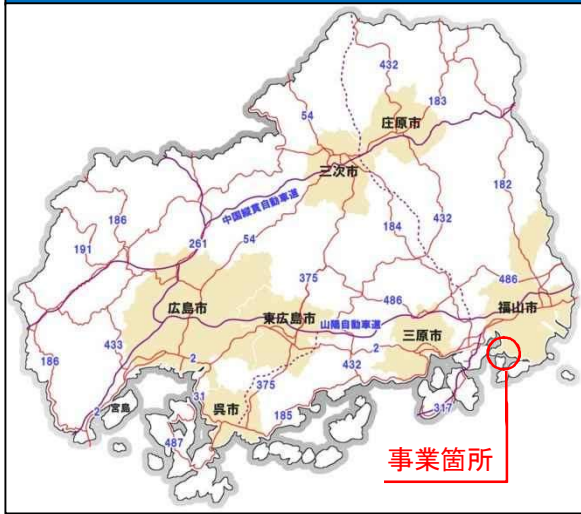 432
54
庄原市
183
三次市
182
中国縦貫自動車道
186
54
184
432
191
261
375
486
広島市
東広島市
山陽自動車道
486
福山市
三原市
433
2
2
186
432
375
31
宮島
2
呉市
185
317
487
事業箇所